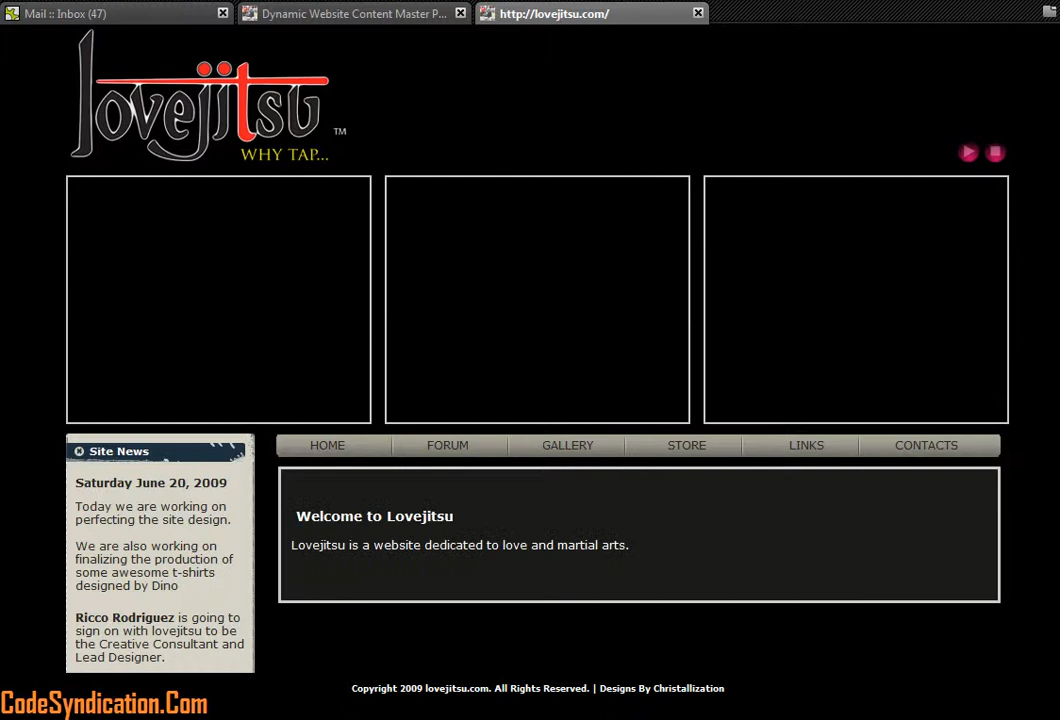 Mail :: Inbox (47)
Dynamic Website Content Master P...
http://lovejitsu.com/
lovejitsu ™
WHY TAP...
Site News
Saturday June 20, 2009
Today we are working on
perfecting the site design.
We are also working on
finalizing the production of
some awesome t-shirts
designed by Dino
Ricco Rodriguez is going to
sign on with lovejitsu to be
the Creative Consultant and
Lead Designer.
HOME FORUM GALLERY STORE LINKS CONTACTS
Welcome to Lovejitsu
Lovejitsu is a website dedicated to love and martial arts.
Copyright 2009 lovejitsu.com. All Rights Reserved. | Designs By Christallization
CodeSyndication.Com